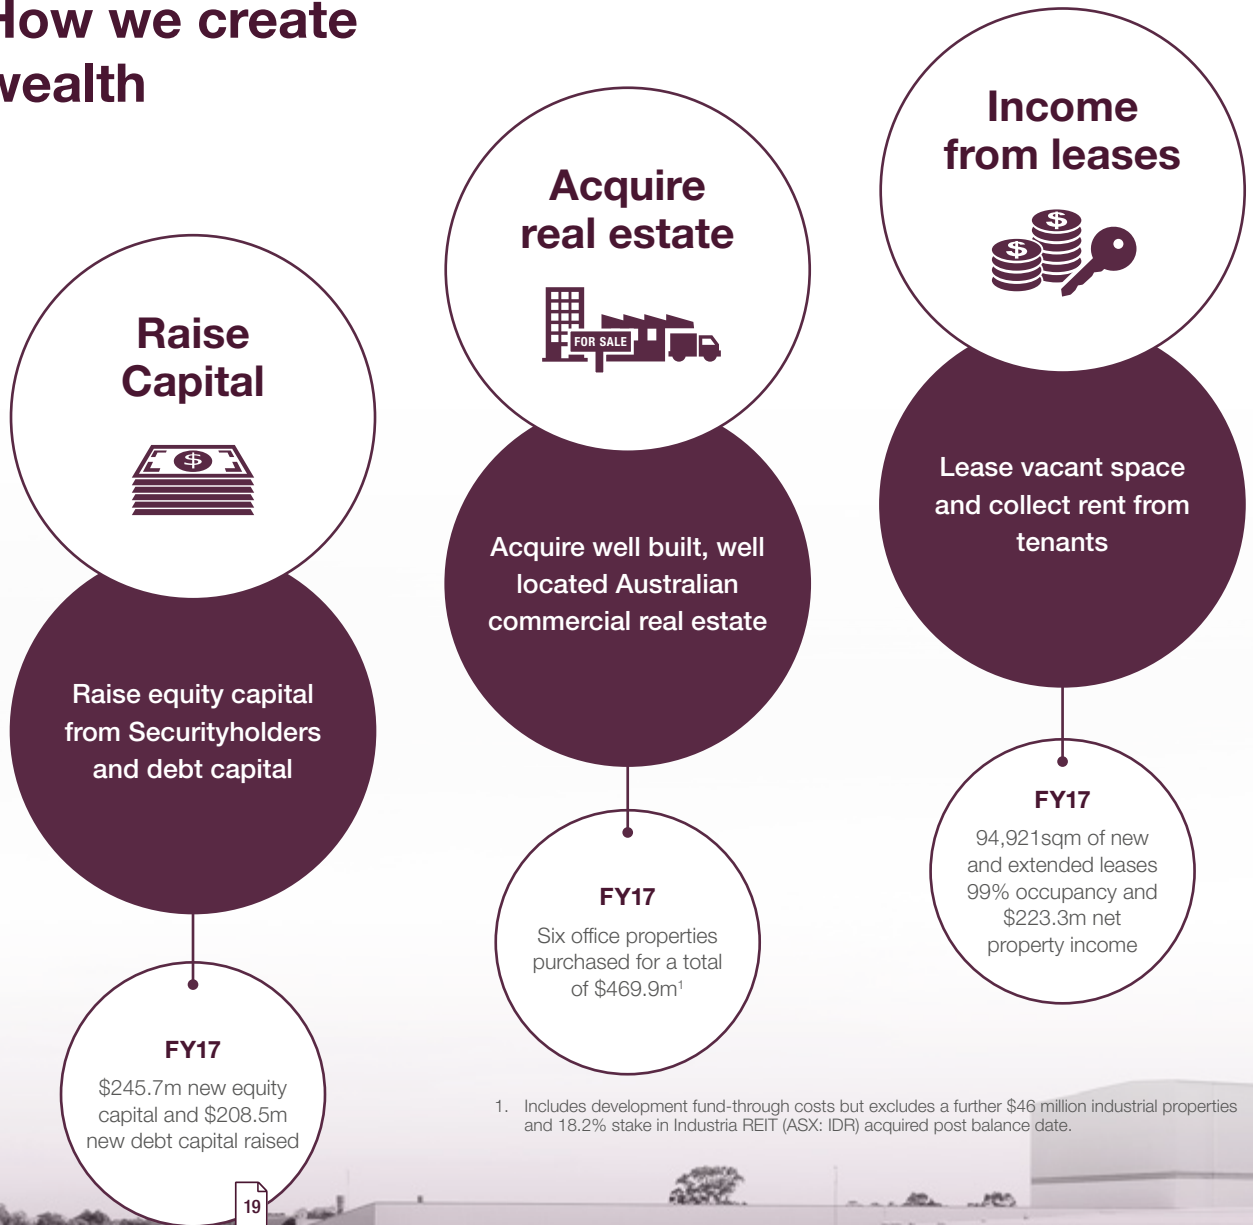 How we create
wealth
Raise
Capital
Raise equity capital
from Securityholders
and debt capital
FY17
$245.7m new equity
capital and $208.5m
new debt capital raised
19
Acquire
real estate
FOR SALE
Acquire well built, well
located Australian
commercial real estate
FY17
Six office properties
purchased for a total
of $469.9m¹
Income
from leases
$
$
Lease vacant space
and collect rent from
tenants
FY17
94,921sqm of new
and extended leases
99% occupancy and
$223.3m net
property income
1. Includes development fund-through costs but excludes a further $46 million industrial properties
and 18.2% stake in Industria REIT (ASX: IDR) acquired post balance date.